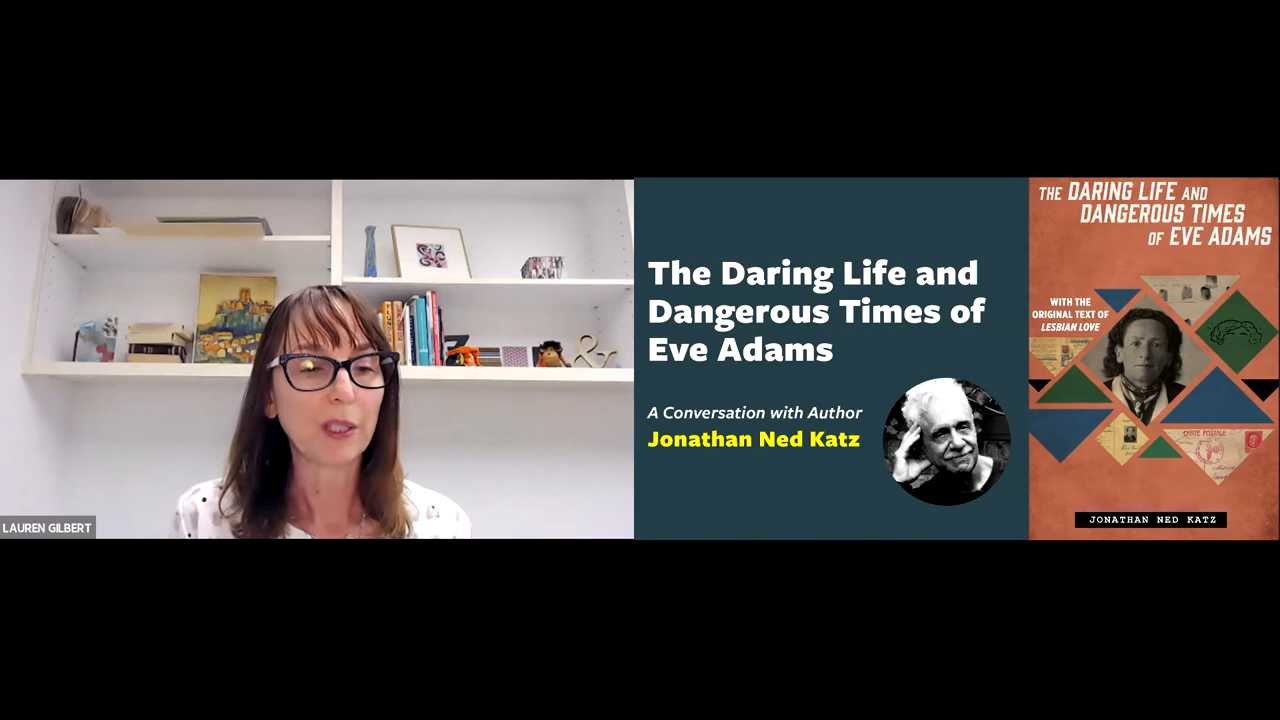 LAUREN GILBERT
The Daring Life and
Dangerous Times of
Eve Adams
A Conversation with Author
Jonathan Ned Katz
THE DARING LIFE AND
DANGEROUS TIMES
OF EVE ADAMS
WITH THE
ORIGINAL TEXT OF
LESBIAN LOVE
CARTE POSTALE
JONATHAN NED KATZ